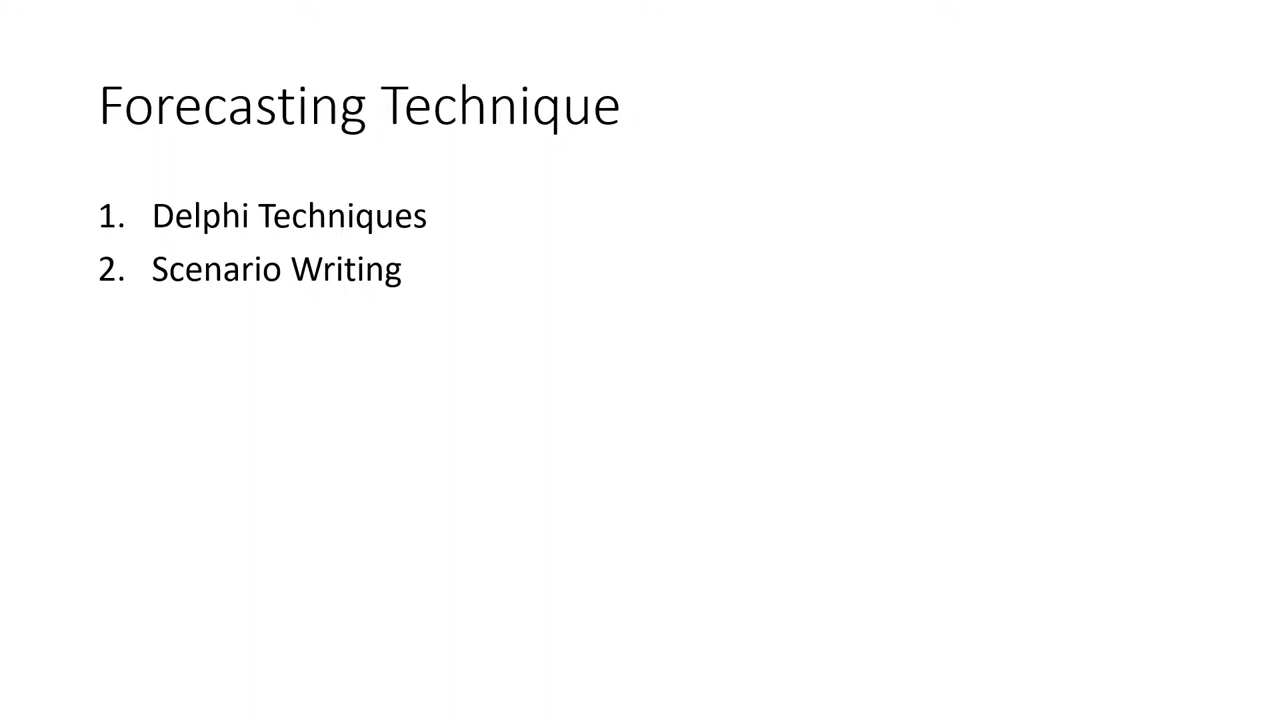 Forecasting Technique
1. Delphi Techniques
2. Scenario Writing